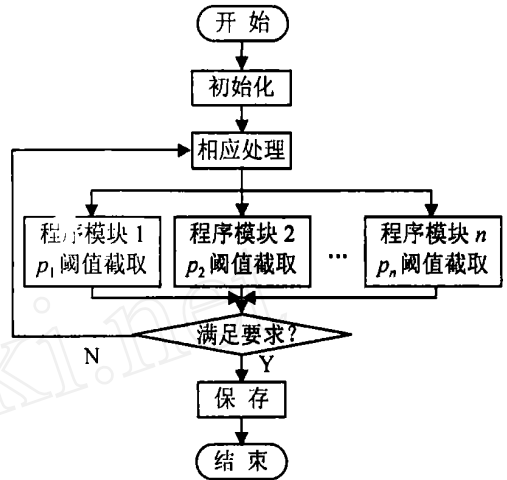 开 始
初始化
相应处理
程序模块 1 程序模块 2 程序模块 n
p₁ 阈值截取 p₂ 阈值截取 … pₙ 阈值截取
满足要求?
N
Y
保 存
结 束